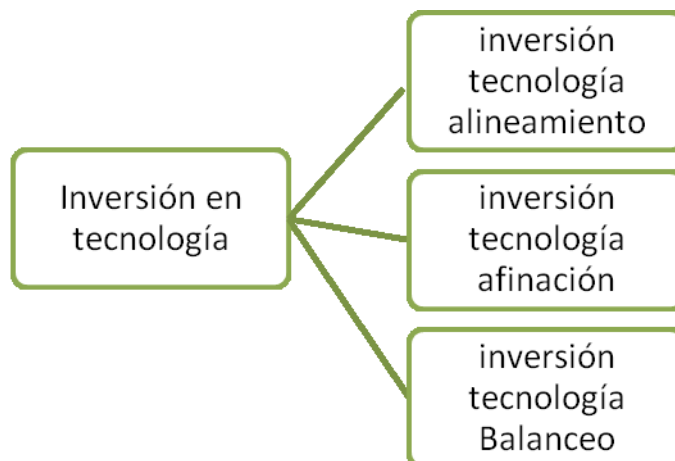 Inversión en
tecnología
inversión
tecnología
alineamiento
inversión
tecnología
afinación
inversión
tecnología
Balanceo